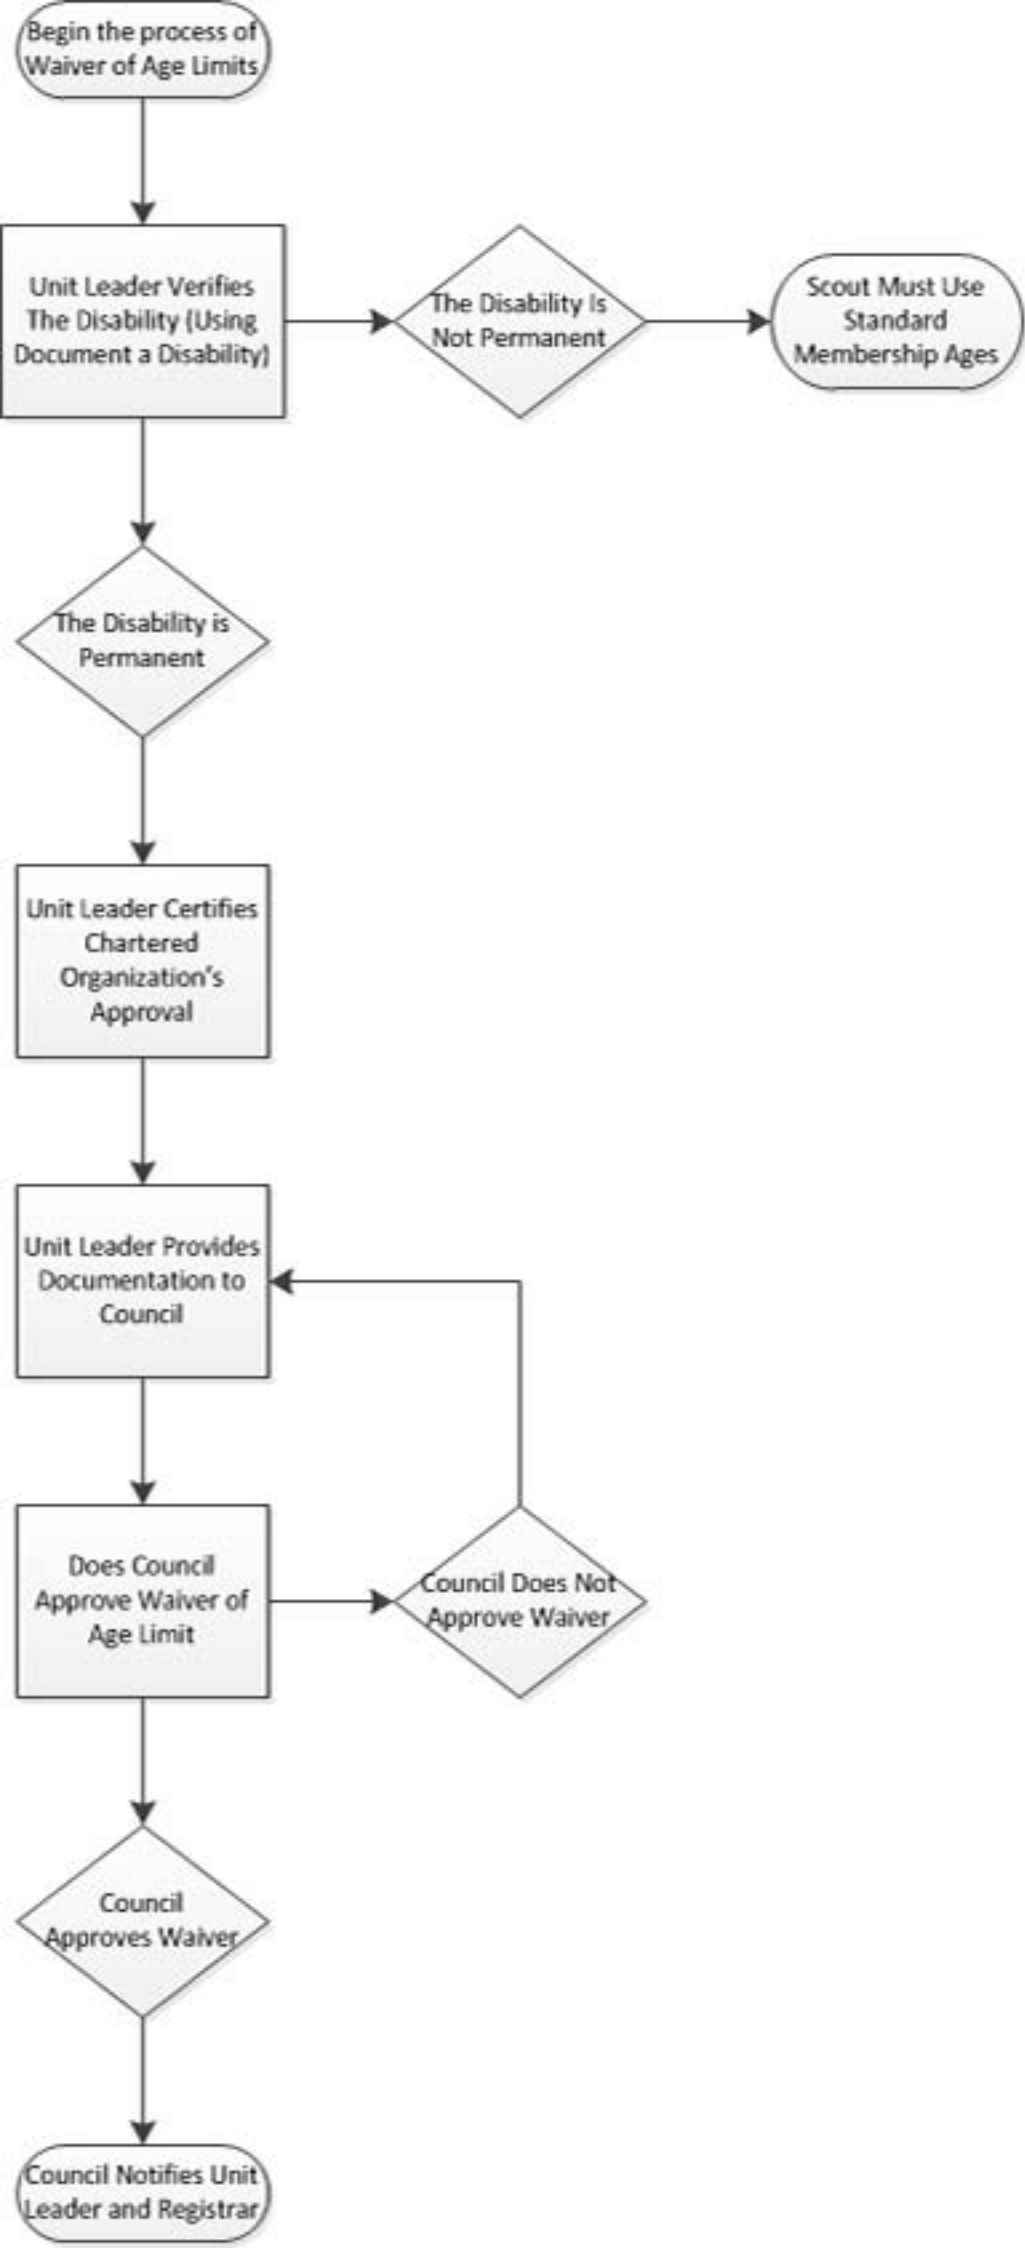 Begin the process of
Waiver of Age Limits
Unit Leader Verifies
The Disability (Using
Document a Disability)
The Disability Is
Not Permanent
Scout Must Use
Standard
Membership Ages
The Disability is
Permanent
Unit Leader Certifies
Chartered
Organization's
Approval
Unit Leader Provides
Documentation to
Council
Does Council
Approve Waiver of
Age Limit
Council Does Not
Approve Waiver
Council
Approves Waiver
Council Notifies Unit
Leader and Registrar